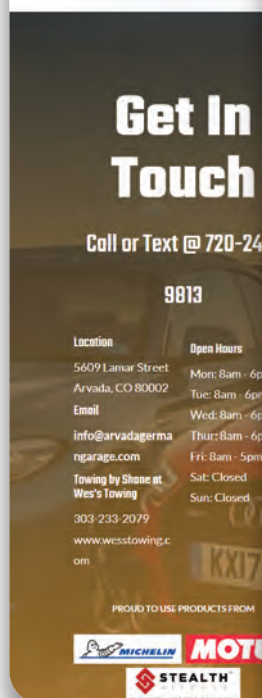 Get In
Touch
Call or Text @ 720-24
9813
Location
5609 Lamar Street
Arvada, CO 80002
Email
info@arvadagerma
ngarage.com
Towing by Shane at
Wes's Towing
303-233-2079
www.wesstowing.c
om
Open Hours
Mon: 8am - 6p
Tue: 8am - 6pm
Wed: 8am - 6p
Thur: 8am - 6p
Fri: 8am - 5pm
Sat: Closed
Sun: Closed
KX17
PROUD TO USE PRODUCTS FROM
MICHELIN
MOTU
STEALTH